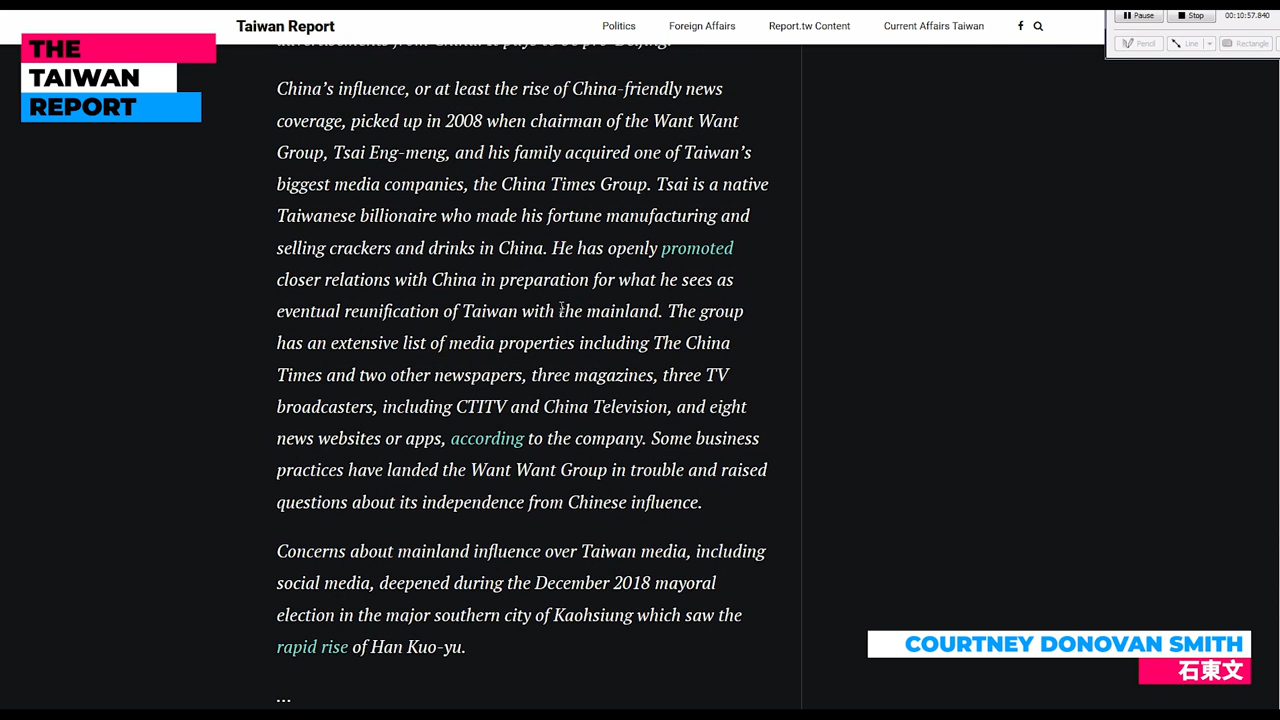 Taiwan Report
Politics
Foreign Affairs
Report.tw Content
Current Affairs Taiwan
Pause
Stop
00:10:57.840
Pencil
Line
Rectangle
THE
TAIWAN
REPORT
advertisements from China. It pays to be pro-Beijing.
China’s influence, or at least the rise of China-friendly news
coverage, picked up in 2008 when chairman of the Want Want
Group, Tsai Eng-meng, and his family acquired one of Taiwan’s
biggest media companies, the China Times Group. Tsai is a native
Taiwanese billionaire who made his fortune manufacturing and
selling crackers and drinks in China. He has openly promoted
closer relations with China in preparation for what he sees as
eventual reunification of Taiwan with the mainland. The group
has an extensive list of media properties including The China
Times and two other newspapers, three magazines, three TV
broadcasters, including CTITV and China Television, and eight
news websites or apps, according to the company. Some business
practices have landed the Want Want Group in trouble and raised
questions about its independence from Chinese influence.
Concerns about mainland influence over Taiwan media, including
social media, deepened during the December 2018 mayoral
election in the major southern city of Kaohsiung which saw the
rapid rise of Han Kuo-yu.
...
COURTNEY DONOVAN SMITH
石東文